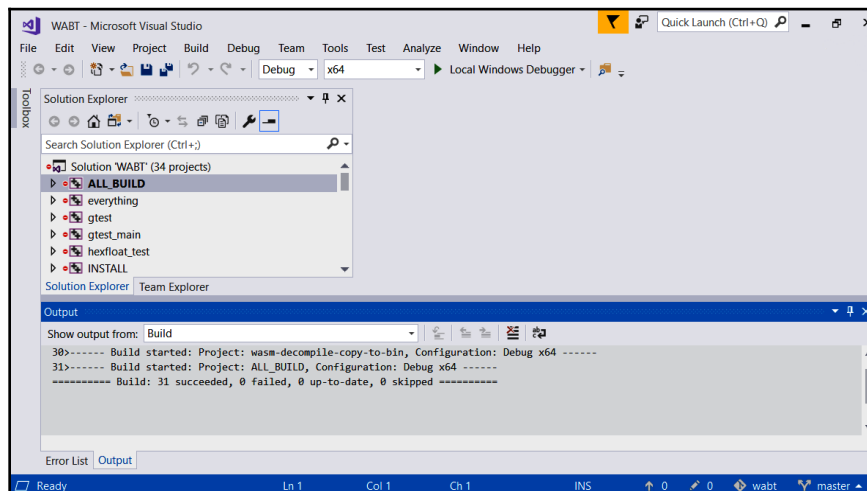 WABT - Microsoft Visual Studio
Quick Launch (Ctrl+Q)
File Edit View Project Build Debug Team Tools Test Analyze Window Help
Debug x64 Local Windows Debugger
Toolbox
Solution Explorer
Search Solution Explorer (Ctrl+;)
Solution 'WABT' (34 projects)
ALL_BUILD
everything
gtest
gtest_main
hexfloat_test
INSTALL
Solution Explorer Team Explorer
Output
Show output from: Build
30>------ Build started: Project: wasm-decompile-copy-to-bin, Configuration: Debug x64 ------
31>------ Build started: Project: ALL_BUILD, Configuration: Debug x64 ------
========== Build: 31 succeeded, 0 failed, 0 up-to-date, 0 skipped ==========
Error List Output
Ready Ln 1 Col 1 Ch 1 INS 0 0 wabt master